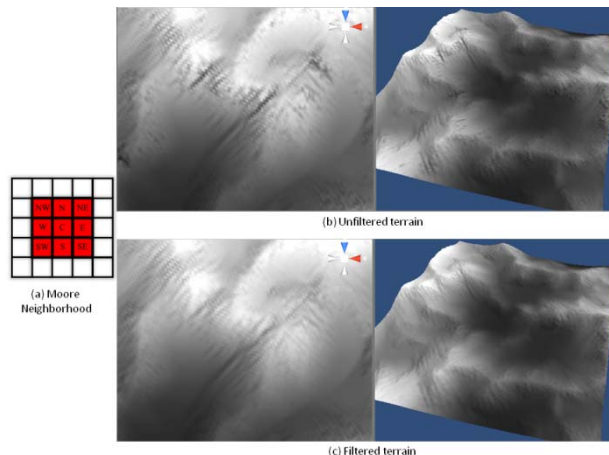 NW N NE
W C E
SW S SE
(a) Moore
Neighborhood
(b) Unfiltered terrain
(c) Filtered terrain